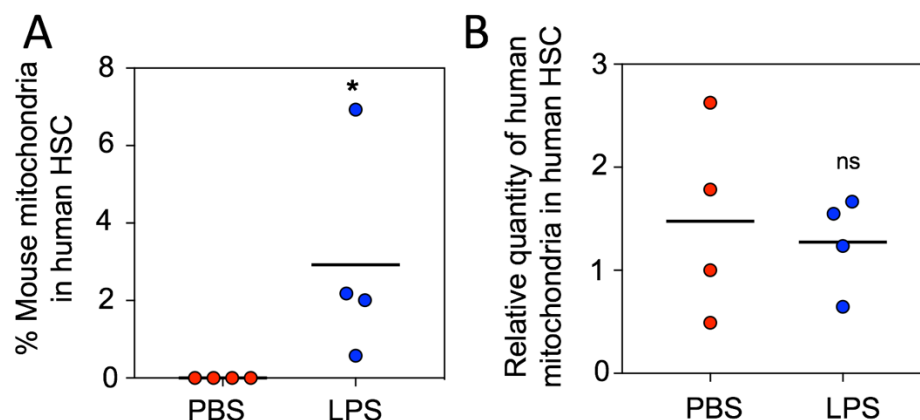 A
% Mouse mitochondria
in human HSC
8
6
4
2
0
*
PBS
LPS
B
Relative quantity of human
mitochondria in human HSC
3
2
1
0
ns
PBS
LPS